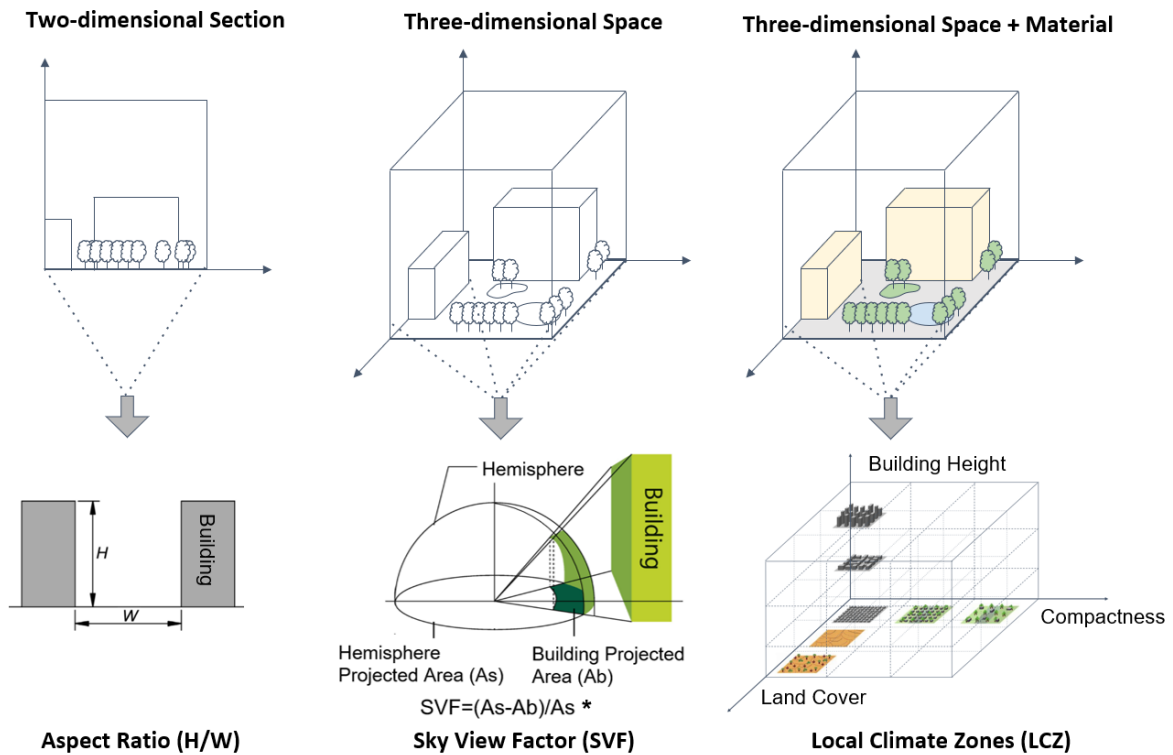 Two-dimensional Section
Three-dimensional Space
Three-dimensional Space + Material
H
W
Building
Hemisphere
Building
Hemisphere
Projected Area (As)
Building Projected
Area (Ab)
SVF=(As-Ab)/As *
Building Height
Compactness
Land Cover
Aspect Ratio (H/W)
Sky View Factor (SVF)
Local Climate Zones (LCZ)